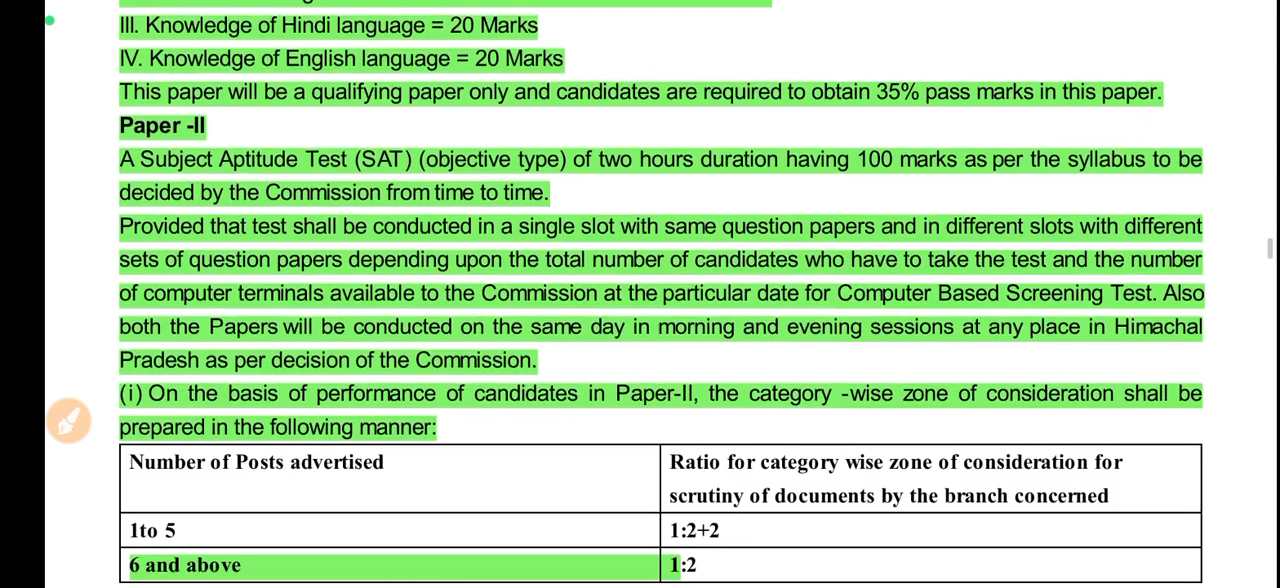 III. Knowledge of Hindi language = 20 Marks
IV. Knowledge of English language = 20 Marks
This paper will be a qualifying paper only and candidates are required to obtain 35% pass marks in this paper.
Paper -II
A Subject Aptitude Test (SAT) (objective type) of two hours duration having 100 marks as per the syllabus to be
decided by the Commission from time to time.
Provided that test shall be conducted in a single slot with same question papers and in different slots with different
sets of question papers depending upon the total number of candidates who have to take the test and the number
of computer terminals available to the Commission at the particular date for Computer Based Screening Test. Also
both the Papers will be conducted on the same day in morning and evening sessions at any place in Himachal
Pradesh as per decision of the Commission.
(i) On the basis of performance of candidates in Paper-II, the category -wise zone of consideration shall be
prepared in the following manner:
Number of Posts advertised
Ratio for category wise zone of consideration for
scrutiny of documents by the branch concerned
1to 5
1:2+2
6 and above
1:2